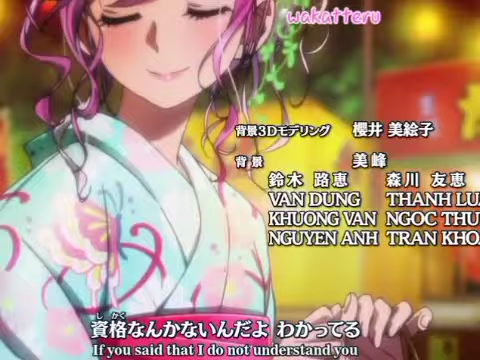 wakatteru
背景3Dモデリング 櫻井 美絵子
背景 美峰
鈴木 路恵 森川 友恵
VAN DUNG THANH LUA
KHUONG VAN NGOC THU
NGUYEN ANH TRAN KHOA
しかく
資格なんかないんだよ わかってる
If you said that I do not understand you